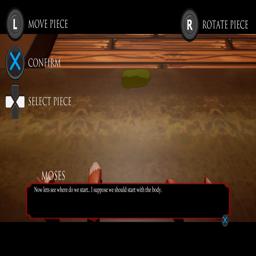 L MOVE PIECE
R ROTATE PIECE
CONFIRM
SELECT PIECE
MOSES
Now lets see where do we start.. I suppose we should start with the body.